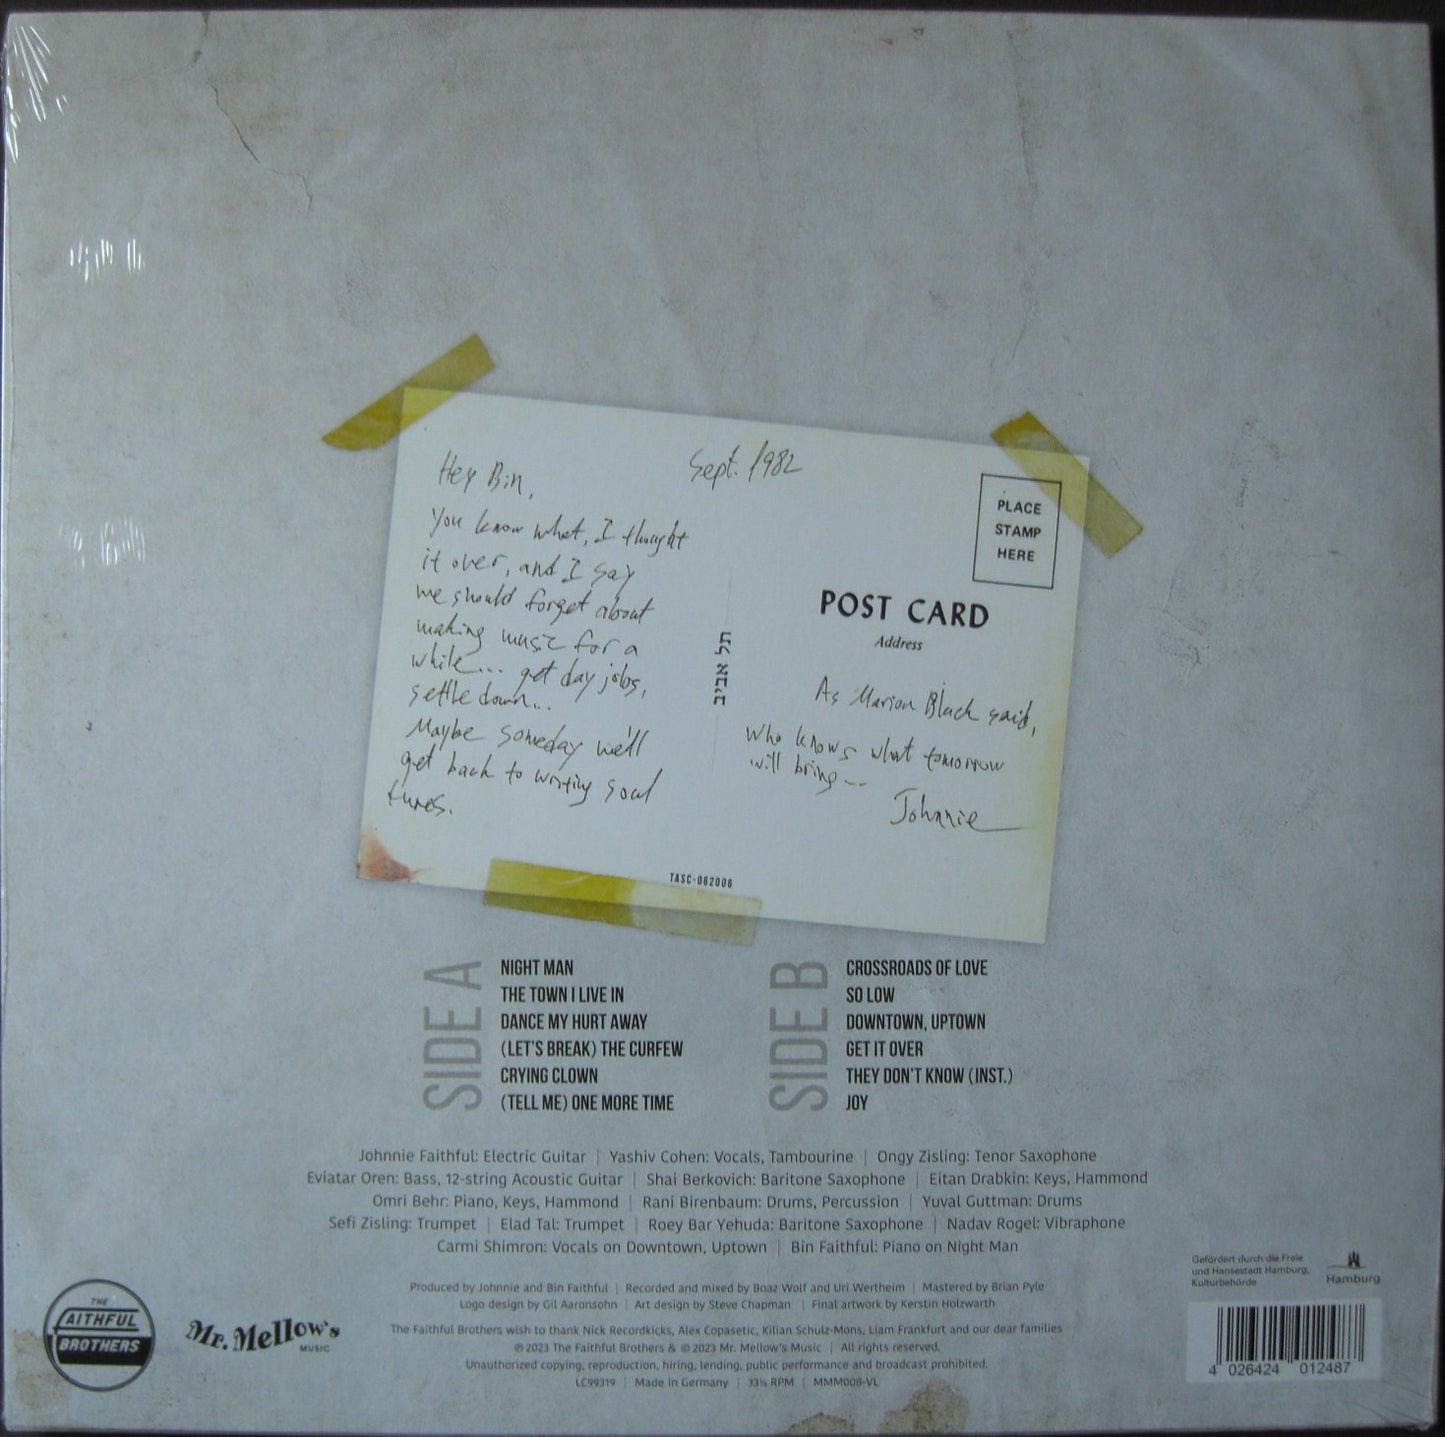 Sept. 1982
Hey Bin,
You know what, I thought
it over, and I say
we should forget about
making music for a
while... get day jobs,
settle down...
Maybe someday we'll
get back to writing soul
tunes.
תל אביב
PLACE
STAMP
HERE
POST CARD
Address
As Marion Black said,
Who knows what tomorrow
will bring...
Johnnie
TASC-062006
SIDE A
NIGHT MAN
THE TOWN I LIVE IN
DANCE MY HURT AWAY
(LET'S BREAK) THE CURFEW
CRYING CLOWN
(TELL ME) ONE MORE TIME
SIDE B
CROSSROADS OF LOVE
SO LOW
DOWNTOWN, UPTOWN
GET IT OVER
THEY DON'T KNOW (INST.)
JOY
Johnnie Faithful: Electric Guitar | Yashiv Cohen: Vocals, Tambourine | Ongy Zisling: Tenor Saxophone
Eviatar Oren: Bass, 12-string Acoustic Guitar | Shai Berkovich: Baritone Saxophone | Eitan Drabkin: Keys, Hammond
Omri Behr: Piano, Keys, Hammond | Rani Birenbaum: Drums, Percussion | Yuval Guttman: Drums
Sefi Zisling: Trumpet | Elad Tal: Trumpet | Roey Bar Yehuda: Baritone Saxophone | Nadav Rogel: Vibraphone
Carmi Shimron: Vocals on Downtown, Uptown | Bin Faithful: Piano on Night Man
Produced by Johnnie and Bin Faithful | Recorded and mixed by Boaz Wolf and Uri Wertheim | Mastered by Brian Pyle
Logo design by Gil Aaronsohn | Art design by Steve Chapman | Final artwork by Kerstin Holzwarth
The Faithful Brothers wish to thank Nick Recordkicks, Alex Copasetic, Kilian Schulz-Mons, Liam Frankfurt and our dear families
℗ 2023 The Faithful Brothers & © 2023 Mr. Mellow's Music | All rights reserved.
Unauthorized copying, reproduction, hiring, lending, public performance and broadcast prohibited.
LC99319 | Made in Germany | 33⅓ RPM | MMM008-VL
THE
FAITHFUL
BROTHERS
Mr. Mellow's
MUSIC
Gefördert durch die Freie
und Hansestadt Hamburg,
Kulturbehörde
Hamburg
4 026424 012487